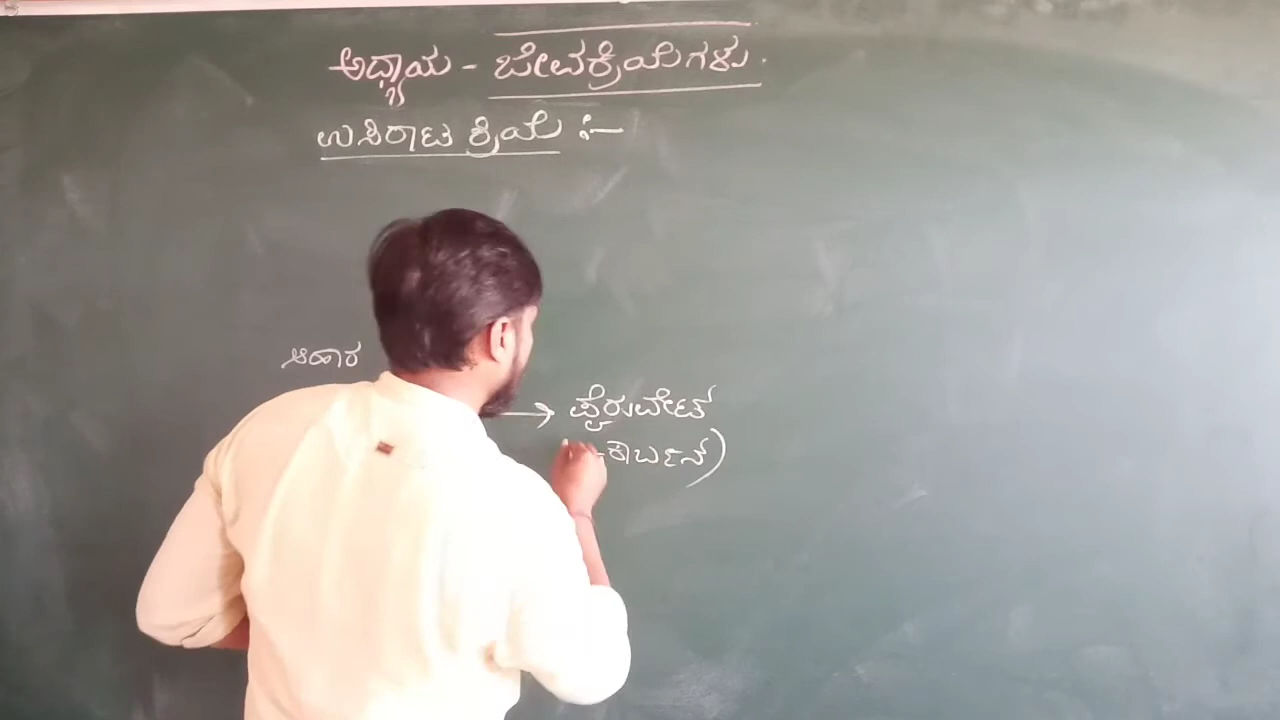 ಅಧ್ಯಾಯ - ಜೀವಕ್ರಿಯೆಗಳು.
ಉಸಿರಾಟ ಕ್ರಿಯೆ :-
ಆಹಾರ
→ ಪೈರುವೇಟ್
-ಕಾರ್ಬನ್)